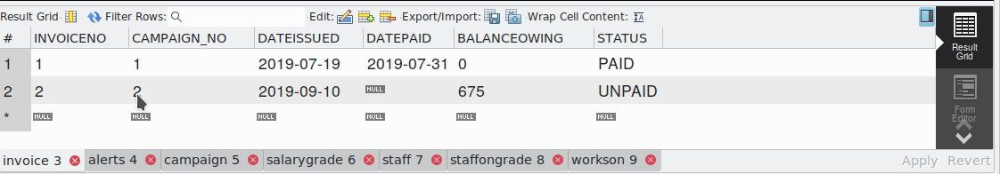 Result Grid Filter Rows: Edit: Export/Import: Wrap Cell Content: IA
# INVOICENO CAMPAIGN_NO DATEISSUED DATEPAID BALANCEOWING STATUS
1 1 1 2019-07-19 2019-07-31 0 PAID
2 2 2 2019-09-10 NULL 675 UNPAID
* NULL NULL NULL NULL NULL NULL
Result
Grid
Form
Editor
invoice 3 alerts 4 campaign 5 salarygrade 6 staff 7 staffongrade 8 workson 9 Apply Revert